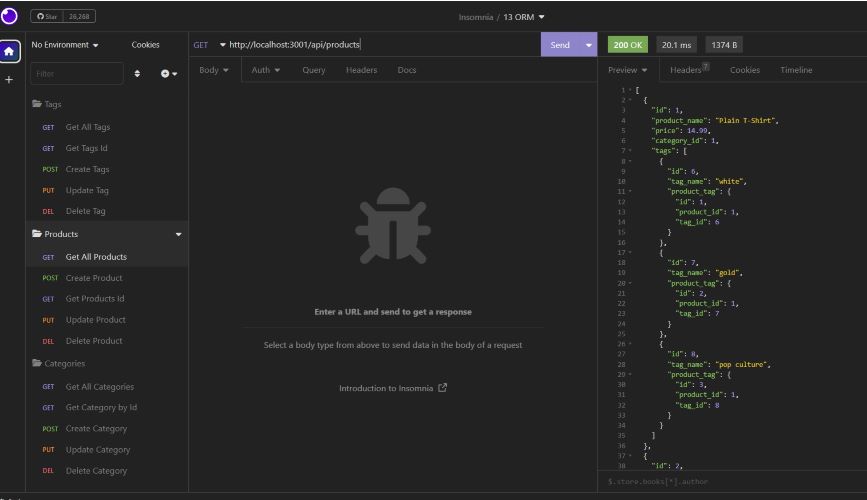 Star 26,268
Insomnia / 13 ORM
No Environment
Cookies
Filter
Tags
GET Get All Tags
GET Get Tags Id
POST Create Tags
PUT Update Tag
DEL Delete Tag
Products
GET Get All Products
POST Create Product
GET Get Products Id
PUT Update Product
DEL Delete Product
Categories
GET Get All Categories
GET Get Category by Id
POST Create Category
PUT Update Category
DEL Delete Category
GET http://localhost:3001/api/products
Send
Body Auth Query Headers Docs
Enter a URL and send to get a response
Select a body type from above to send data in the body of a request
Introduction to Insomnia
200 OK 20.1 ms 1374 B
Preview Headers 7 Cookies Timeline
1 [
2 {
3 "id": 1,
4 "product_name": "Plain T-Shirt",
5 "price": 14.99,
6 "category_id": 1,
7 "tags": [
8 {
9 "id": 6,
10 "tag_name": "white",
11 "product_tag": {
12 "id": 1,
13 "product_id": 1,
14 "tag_id": 6
15 }
16 },
17 {
18 "id": 7,
19 "tag_name": "gold",
20 "product_tag": {
21 "id": 2,
22 "product_id": 1,
23 "tag_id": 7
24 }
25 },
26 {
27 "id": 8,
28 "tag_name": "pop culture",
29 "product_tag": {
30 "id": 3,
31 "product_id": 1,
32 "tag_id": 8
33 }
34 }
35 ]
36 },
37 {
38 "id": 2,
$.store.books[*].author